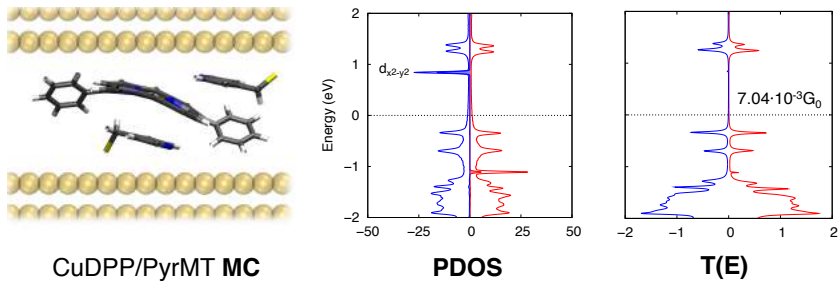 2
1
0
−1
−2
Energy (eV)
d_{x2-y2}
−50 −25 0 25 50
7.04·10^{-3}G_0
−2 −1 0 1 2
CuDPP/PyrMT MC
PDOS
T(E)